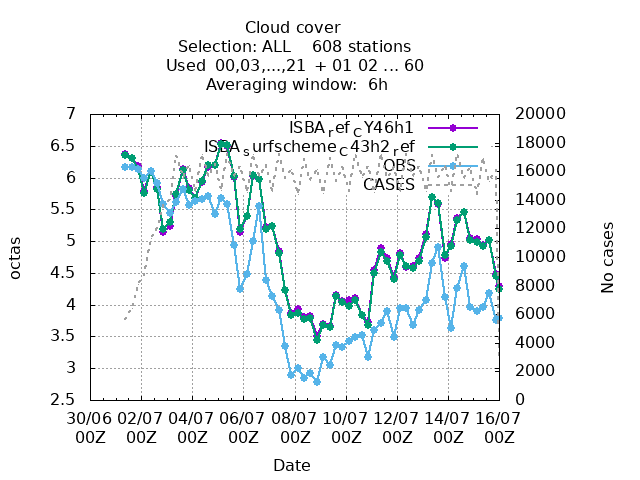 Cloud cover
Selection: ALL 608 stations
Used 00,03,...,21 + 01 02 ... 60
Averaging window: 6h
7 20000
ISBA_ref_CY46h1
6.5 18000
ISBA_surfscheme_C43h2_ref
OBS 16000
6 CASES
5.5 14000
12000
5
10000
4.5
8000
4
6000
3.5
4000
3
2000
2.5 0
octas
No cases
30/06 02/07 04/07 06/07 08/07 10/07 12/07 14/07 16/07
00Z 00Z 00Z 00Z 00Z 00Z 00Z 00Z 00Z
Date